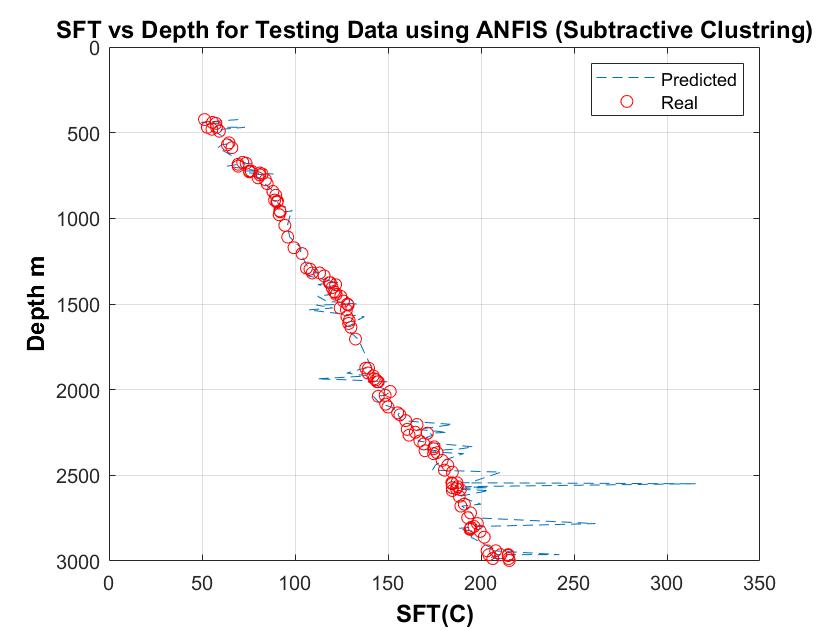 SFT vs Depth for Testing Data using ANFIS (Subtractive Clustring)
Predicted
Real
0
500
1000
1500
2000
2500
3000
Depth m
0 50 100 150 200 250 300 350
SFT(C)